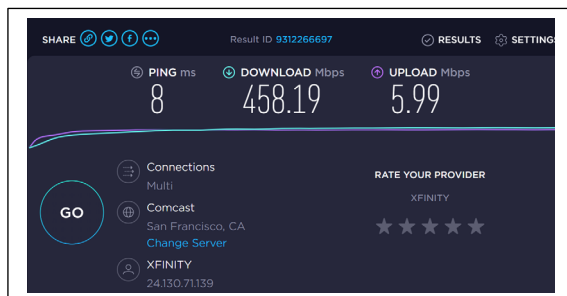 SHARE
Result ID 9312266697
RESULTS
SETTINGS
PING ms
DOWNLOAD Mbps
UPLOAD Mbps
8
458.19
5.99
GO
Connections
Multi
Comcast
San Francisco, CA
Change Server
XFINITY
24.130.71.139
RATE YOUR PROVIDER
XFINITY